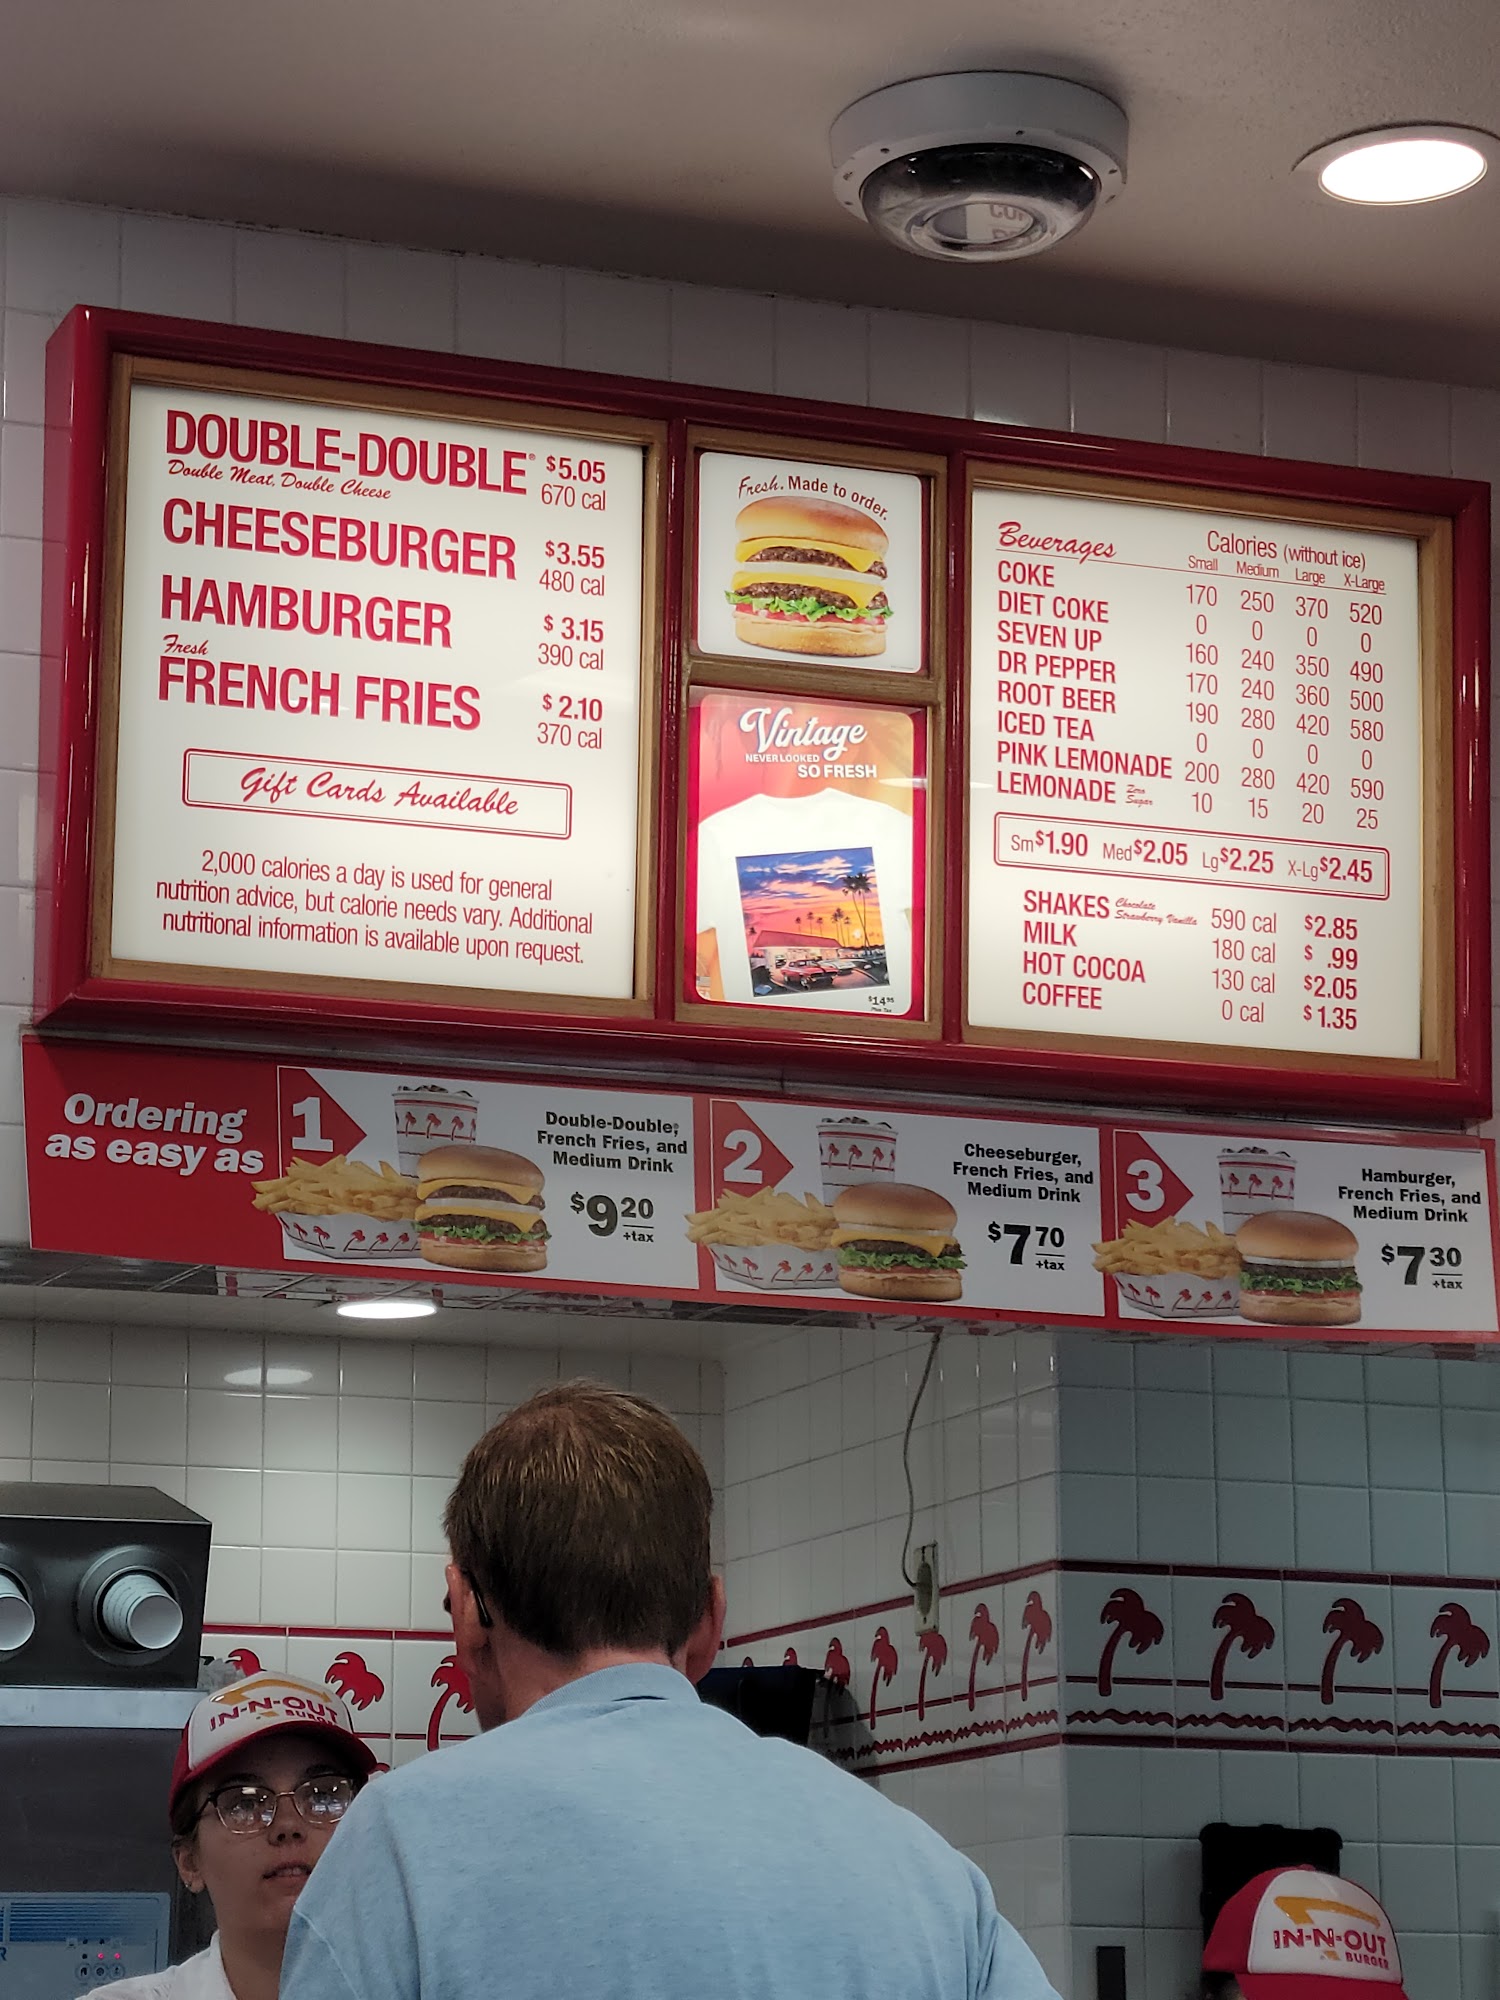 DOUBLE-DOUBLE® $5.05
Double Meat, Double Cheese 670 cal
CHEESEBURGER $3.55
480 cal
HAMBURGER $3.15
390 cal
Fresh
FRENCH FRIES $2.10
370 cal
Gift Cards Available
2,000 calories a day is used for general
nutrition advice, but calorie needs vary. Additional
nutritional information is available upon request.
Fresh. Made to order.
Vintage
NEVER LOOKED
SO FRESH
$14.95
Plus Tax
Beverages Calories (without ice)
Small Medium Large X-Large
COKE 170 250 370 520
DIET COKE 0 0 0 0
SEVEN UP 160 240 350 490
DR PEPPER 170 240 360 500
ROOT BEER 190 280 420 580
ICED TEA 0 0 0 0
PINK LEMONADE 200 280 420 590
LEMONADE Zero Sugar 10 15 20 25
Sm $1.90 Med $2.05 Lg $2.25 X-Lg $2.45
SHAKES Chocolate Strawberry Vanilla 590 cal $2.85
MILK 180 cal $ .99
HOT COCOA 130 cal $2.05
COFFEE 0 cal $1.35
Ordering
as easy as
1
Double-Double®,
French Fries, and
Medium Drink
$9 20
+tax
2
Cheeseburger,
French Fries, and
Medium Drink
$7 70
+tax
3
Hamburger,
French Fries, and
Medium Drink
$7 30
+tax
IN-N-OUT
BURGER
IN-N-OUT
BURGER